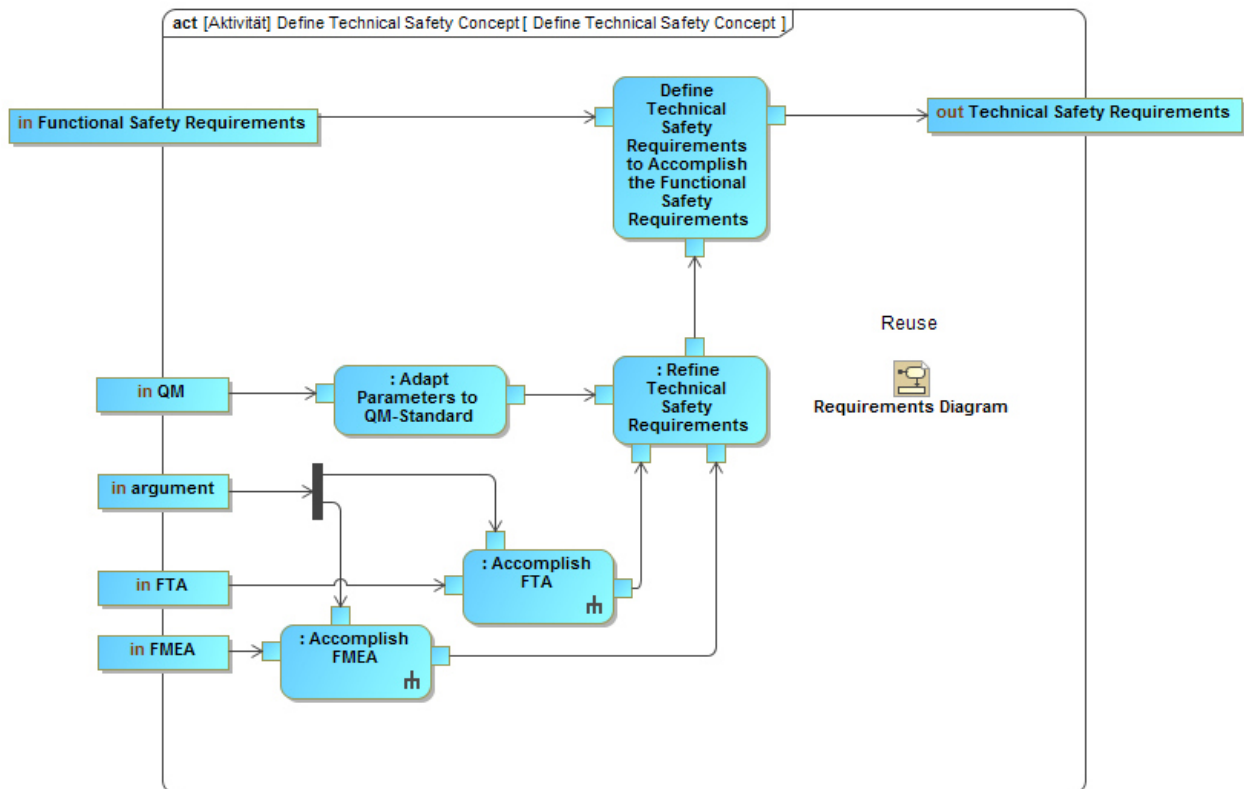 act [Aktivität] Define Technical Safety Concept [ Define Technical Safety Concept ]
in Functional Safety Requirements
Define
Technical
Safety
Requirements
to Accomplish
the Functional
Safety
Requirements
out Technical Safety Requirements
Reuse
Requirements Diagram
in QM
: Adapt
Parameters to
QM-Standard
: Refine
Technical
Safety
Requirements
in argument
in FTA
: Accomplish
FTA
in FMEA
: Accomplish
FMEA